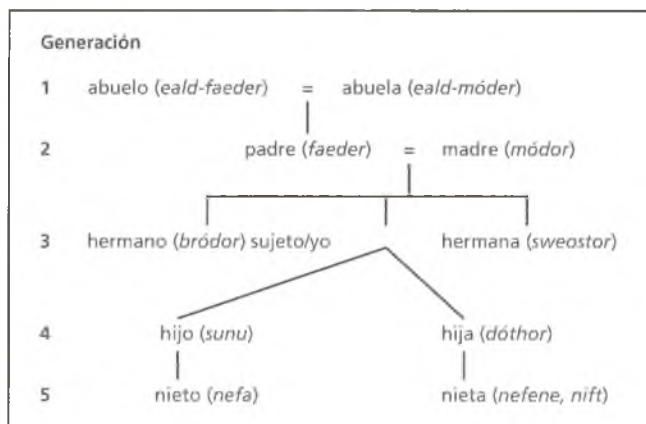 Generación
1 abuelo (eald-faeder) = abuela (eald-móder)
2 padre (faeder) = madre (módor)
3 hermano (bródor) sujeto/yo hermana (sweostor)
4 hijo (sunu) hija (dóthor)
5 nieto (nefa) nieta (nefene, nift)